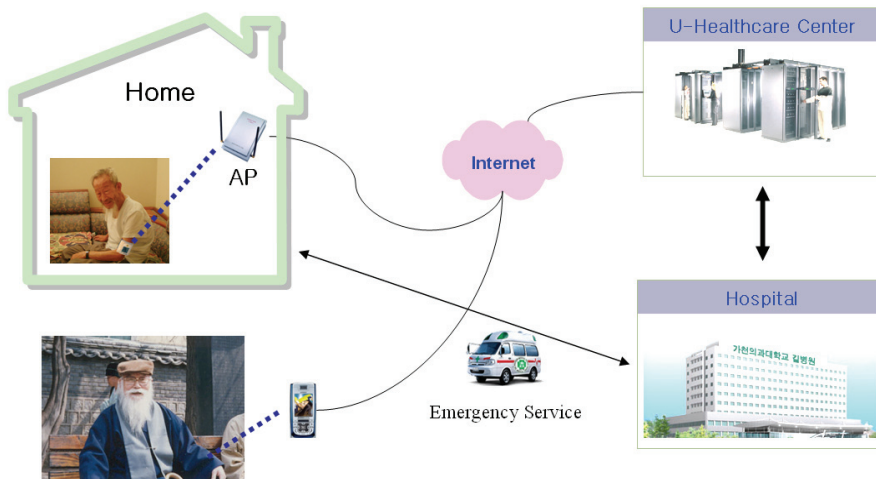 U-Healthcare Center
Home
AP
Internet
Hospital
가천의과대학교 길병원
Emergency Service